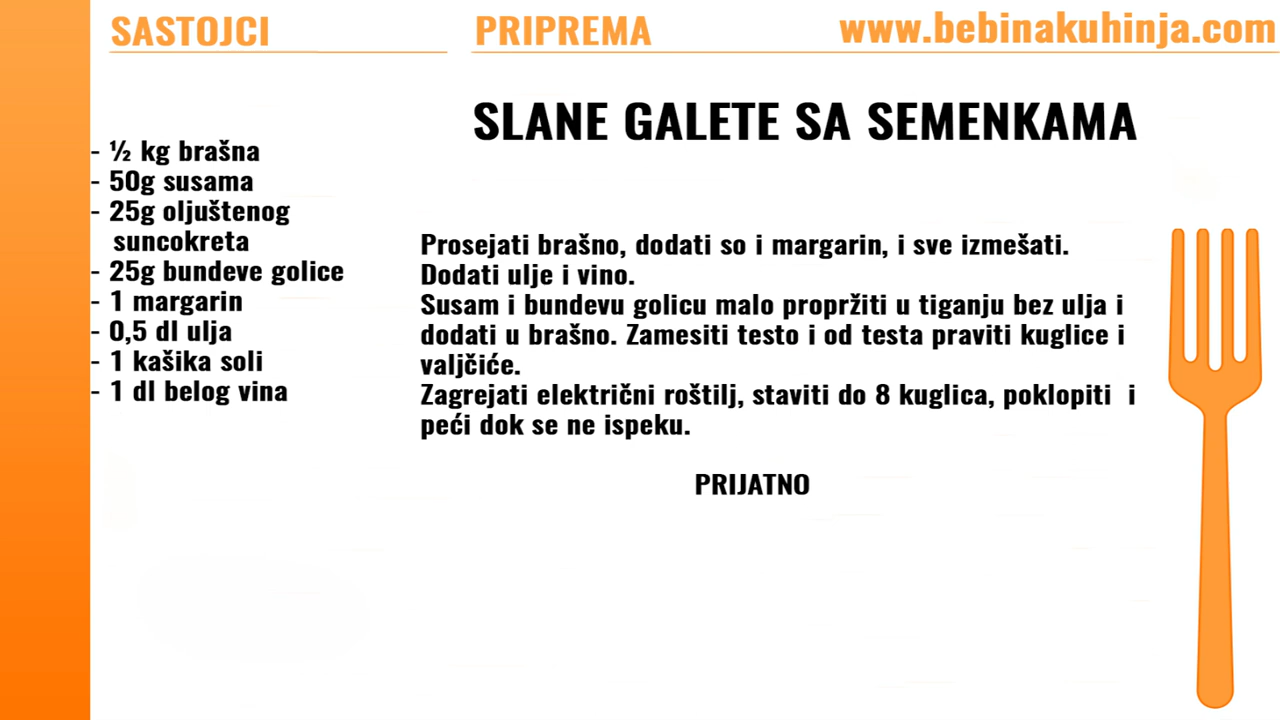 SASTOJCI
PRIPREMA
www.bebinakuhinja.com
SLANE GALETE SA SEMENKAMA
- ½ kg brašna
- 50g susama
- 25g oljuštenog
suncokreta
- 25g bundeve golice
- 1 margarin
- 0,5 dl ulja
- 1 kašika soli
- 1 dl belog vina
Prosejati brašno, dodati so i margarin, i sve izmešati.
Dodati ulje i vino.
Susam i bundevu golicu malo propržiti u tiganju bez ulja i
dodati u brašno. Zamesiti testo i od testa praviti kuglice i
valjčiće.
Zagrejati električni roštilj, staviti do 8 kuglica, poklopiti i
peći dok se ne ispeku.
PRIJATNO